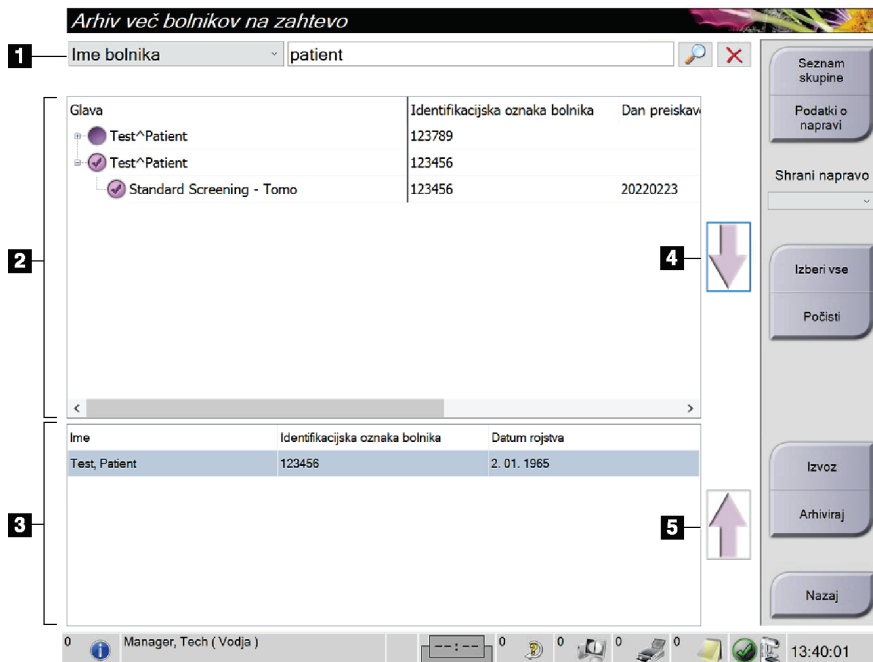 Arhiv več bolnikov na zahtevo
1
Ime bolnika
patient
Seznam
skupine
Podatki o
napravi
Shrani napravo
2
Glava
Identifikacijska oznaka bolnika
Dan preiskav
Test^Patient
123789
Test^Patient
123456
Standard Screening - Tomo
123456
20220223
4
Izberi vse
Počisti
3
Ime
Identifikacijska oznaka bolnika
Datum rojstva
Test, Patient
123456
2. 01. 1965
5
Izvoz
Arhiviraj
Nazaj
0
Manager, Tech ( Vodja )
--:--
0
0
0
0
13:40:01